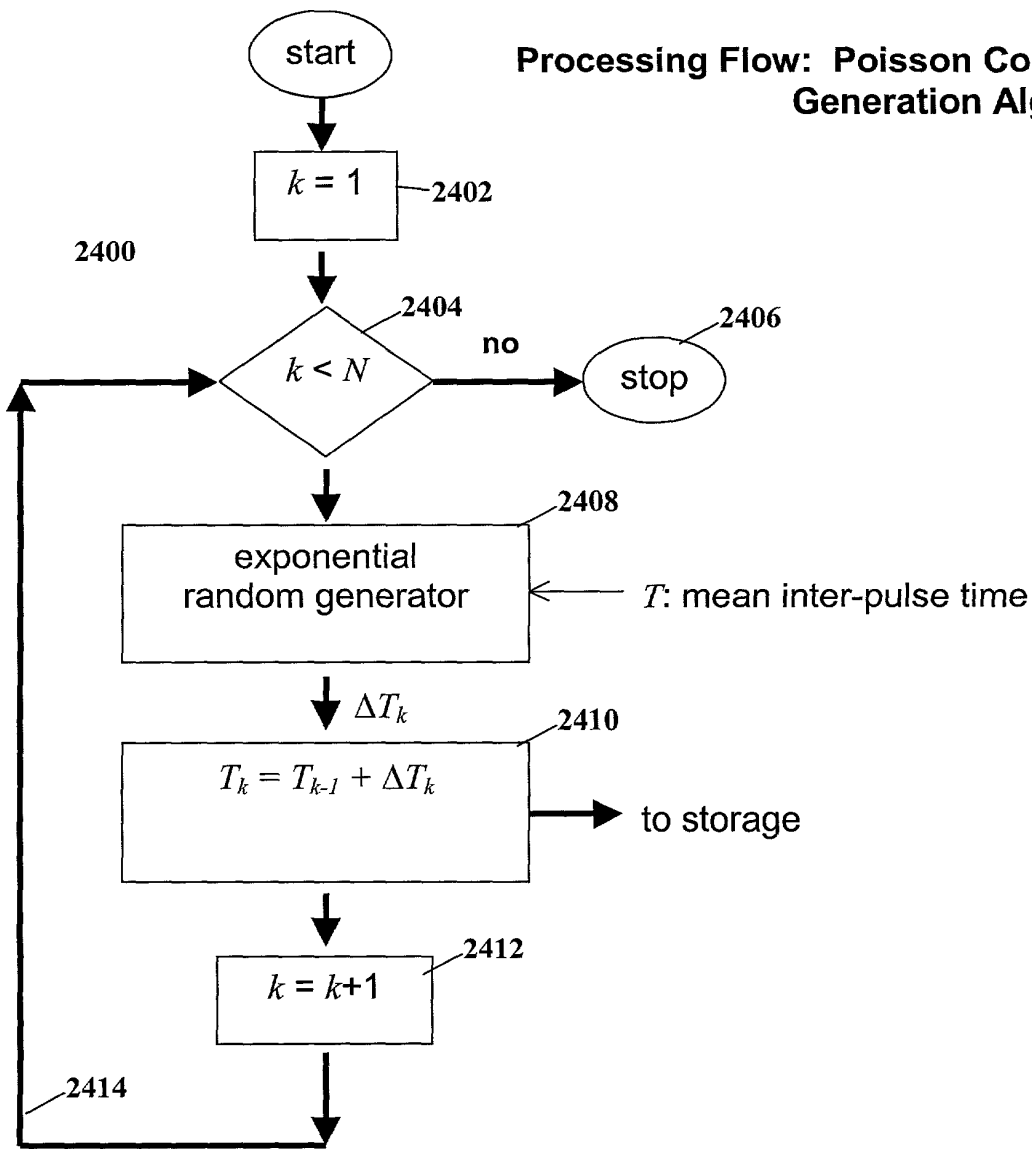 start
Processing Flow: Poisson Co
Generation Alg
k = 1
2402
2400
2404
k < N
no
2406
stop
2408
exponential
random generator
T: mean inter-pulse time
ΔTk
2410
Tk = Tk-1 + ΔTk
to storage
2412
k = k+1
2414